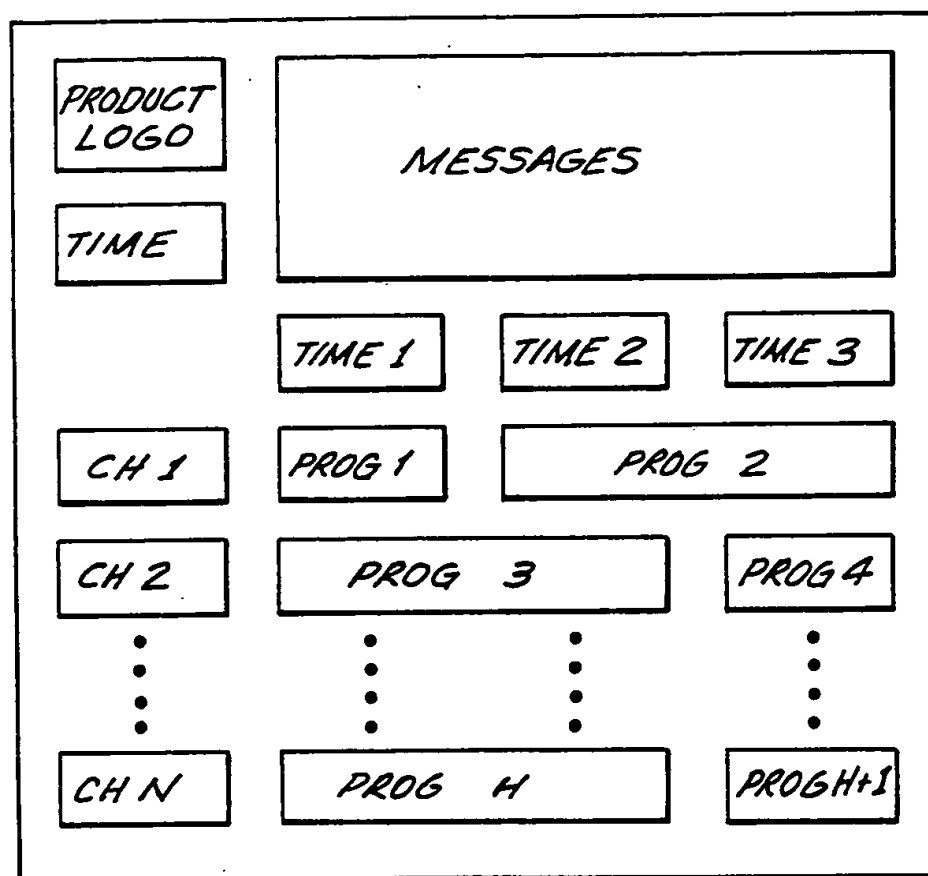 PRODUCT
LOGO
MESSAGES
TIME
TIME 1
TIME 2
TIME 3
CH 1
PROG 1
PROG 2
CH 2
PROG 3
PROG 4
CH N
PROG H
PROG H+1